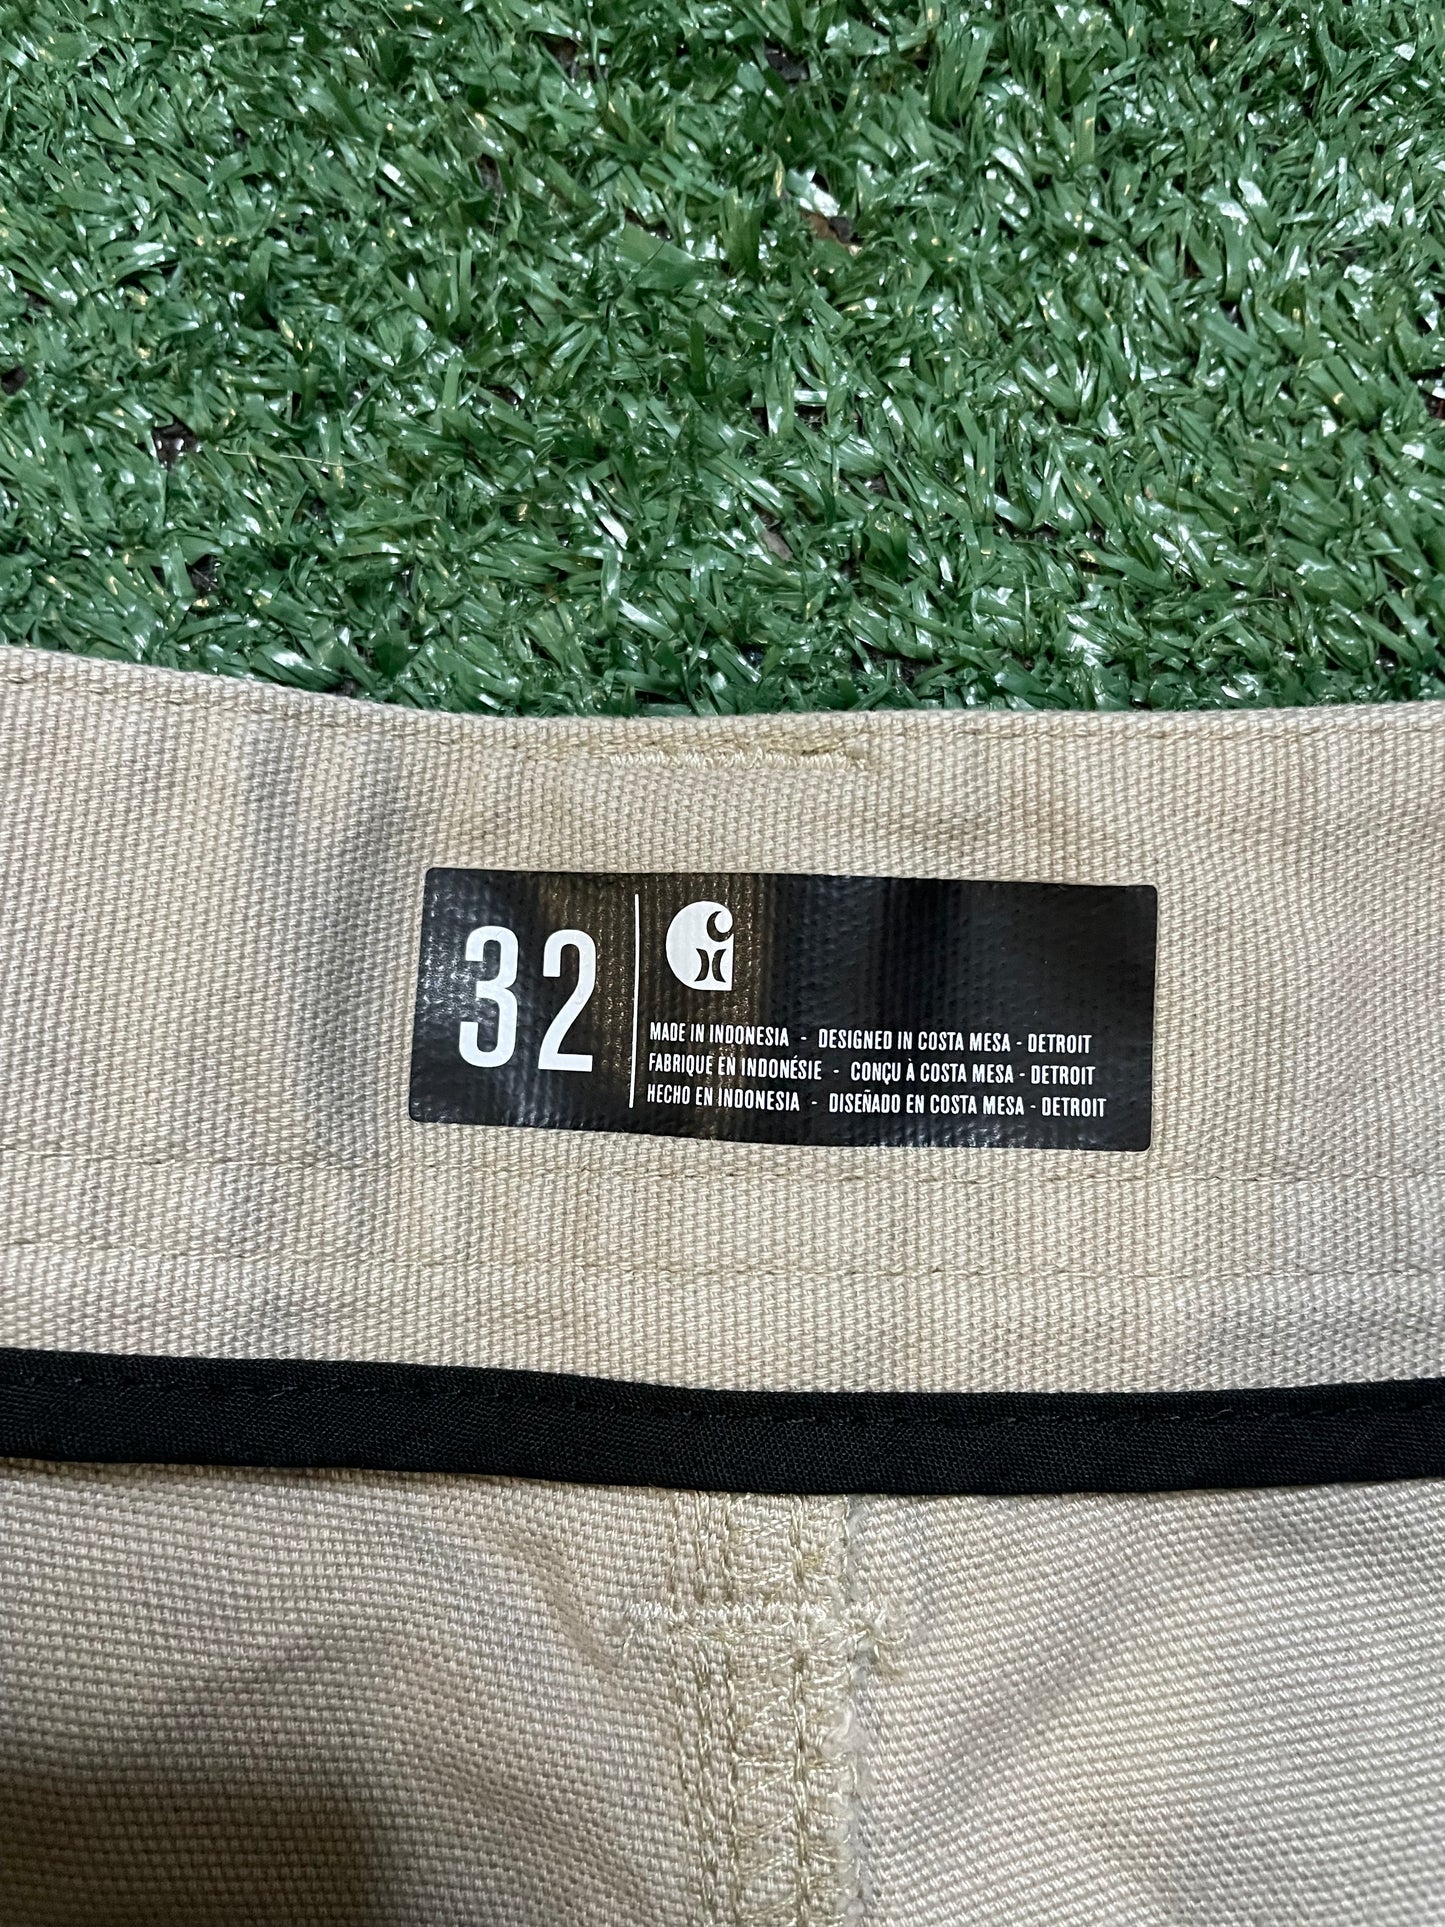 32
MADE IN INDONESIA - DESIGNED IN COSTA MESA - DETROIT
FABRIQUE EN INDONÉSIE - CONÇU À COSTA MESA - DETROIT
HECHO EN INDONESIA - DISEÑADO EN COSTA MESA - DETROIT